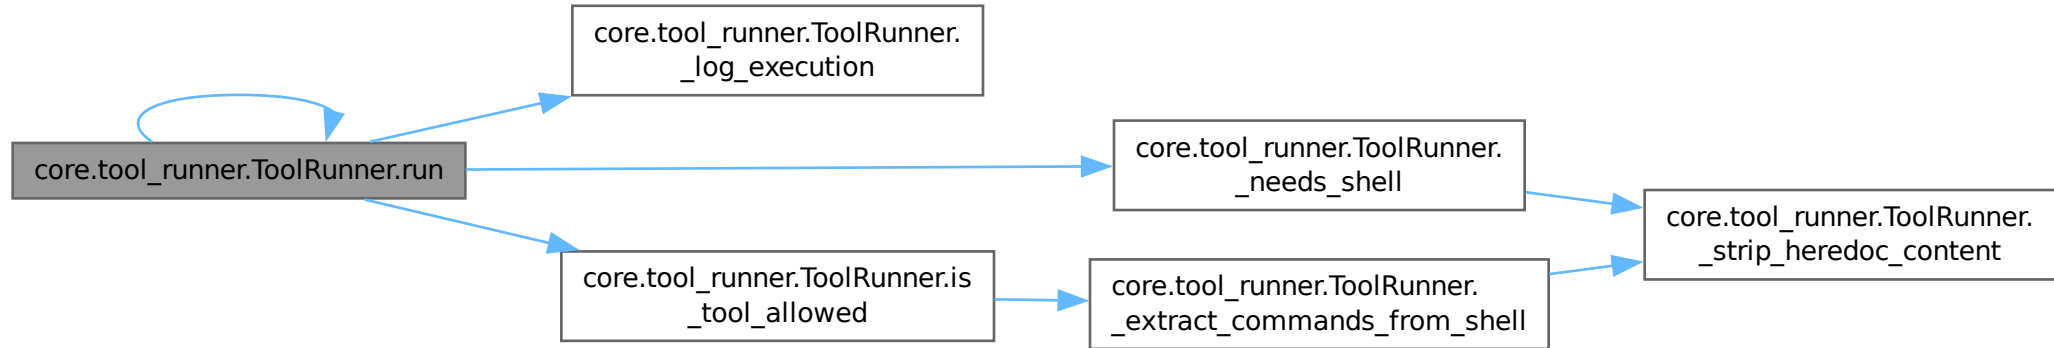 core.tool_runner.ToolRunner.
_log_execution
core.tool_runner.ToolRunner.run
core.tool_runner.ToolRunner.
_needs_shell
core.tool_runner.ToolRunner.is
_tool_allowed
core.tool_runner.ToolRunner.
_extract_commands_from_shell
core.tool_runner.ToolRunner.
_strip_heredoc_content